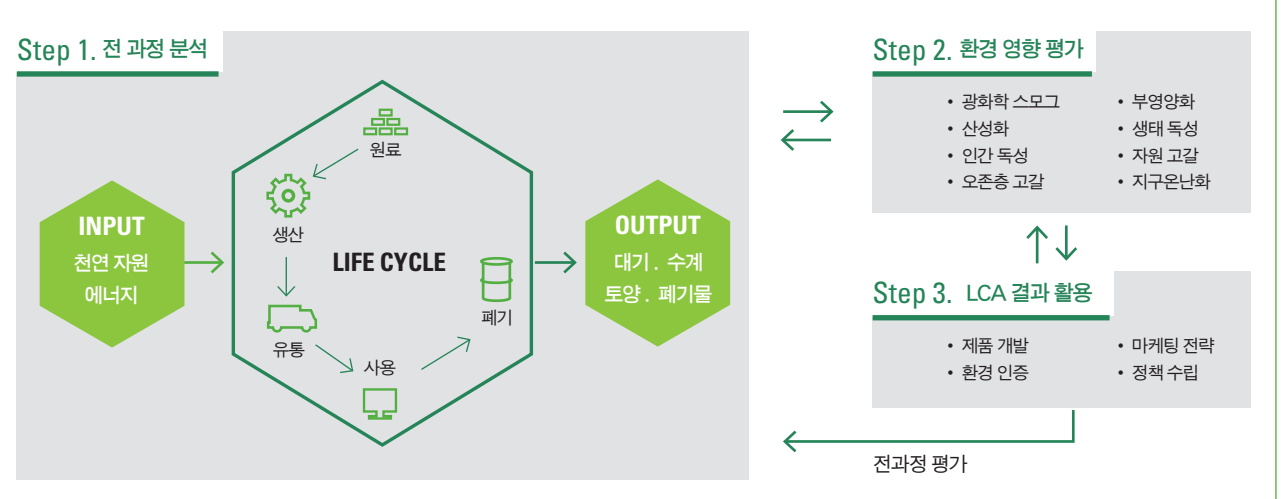 Step 1. 전 과정 분석
INPUT
천연 자원
에너지
LIFE CYCLE
원료
생산
유통
사용
폐기
OUTPUT
대기 . 수계
토양 . 폐기물
Step 2. 환경 영향 평가
• 광화학 스모그
• 산성화
• 인간 독성
• 오존층 고갈
• 부영양화
• 생태 독성
• 자원 고갈
• 지구온난화
Step 3. LCA 결과 활용
• 제품 개발
• 환경 인증
• 마케팅 전략
• 정책 수립
전과정 평가